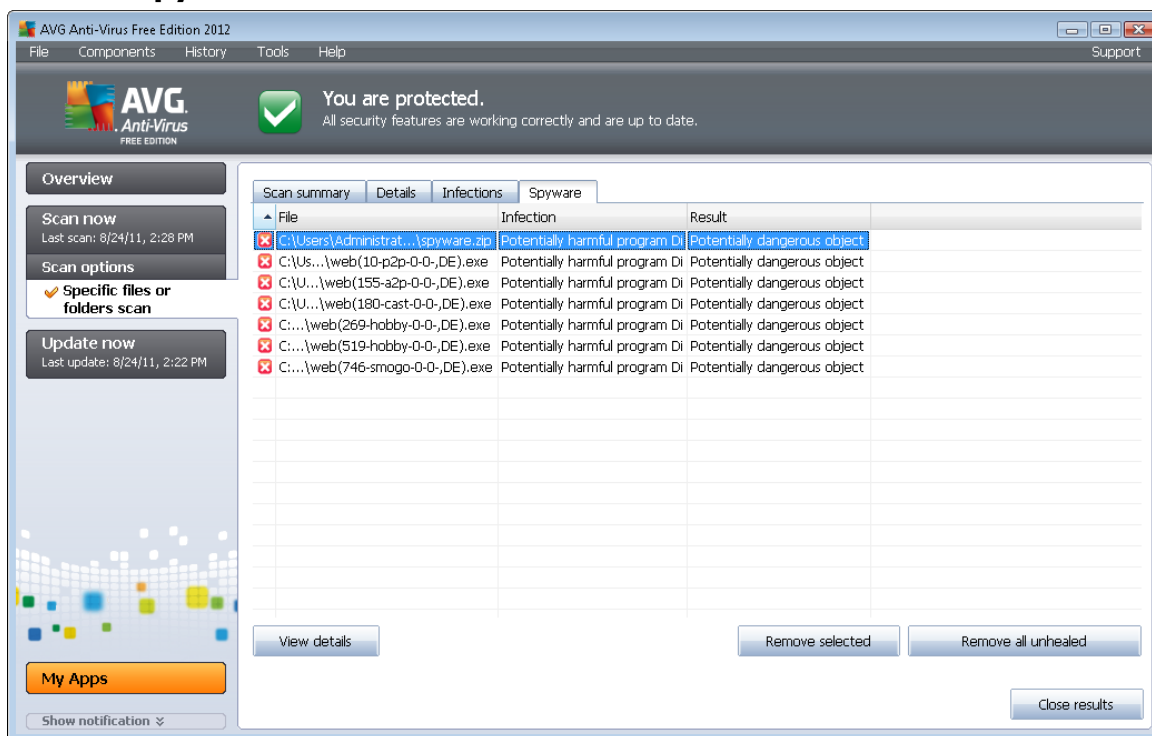 AVG Anti-Virus Free Edition 2012
File Components History Tools Help Support
AVG.
Anti-Virus
FREE EDITION
You are protected.
All security features are working correctly and are up to date.
Overview
Scan now
Last scan: 8/24/11, 2:28 PM
Scan options
Specific files or
folders scan
Update now
Last update: 8/24/11, 2:22 PM
My Apps
Show notification
Scan summary Details Infections Spyware
File Infection Result
C:\Users\Administrat...\spyware.zip Potentially harmful program Di Potentially dangerous object
C:\Us...\web(10-p2p-0-0-,DE).exe Potentially harmful program Di Potentially dangerous object
C:\U...\web(155-a2p-0-0-,DE).exe Potentially harmful program Di Potentially dangerous object
C:\U...\web(180-cast-0-0-,DE).exe Potentially harmful program Di Potentially dangerous object
C:...\web(269-hobby-0-0-,DE).exe Potentially harmful program Di Potentially dangerous object
C:...\web(519-hobby-0-0-,DE).exe Potentially harmful program Di Potentially dangerous object
C:...\web(746-smogo-0-0-,DE).exe Potentially harmful program Di Potentially dangerous object
View details Remove selected Remove all unhealed
Close results